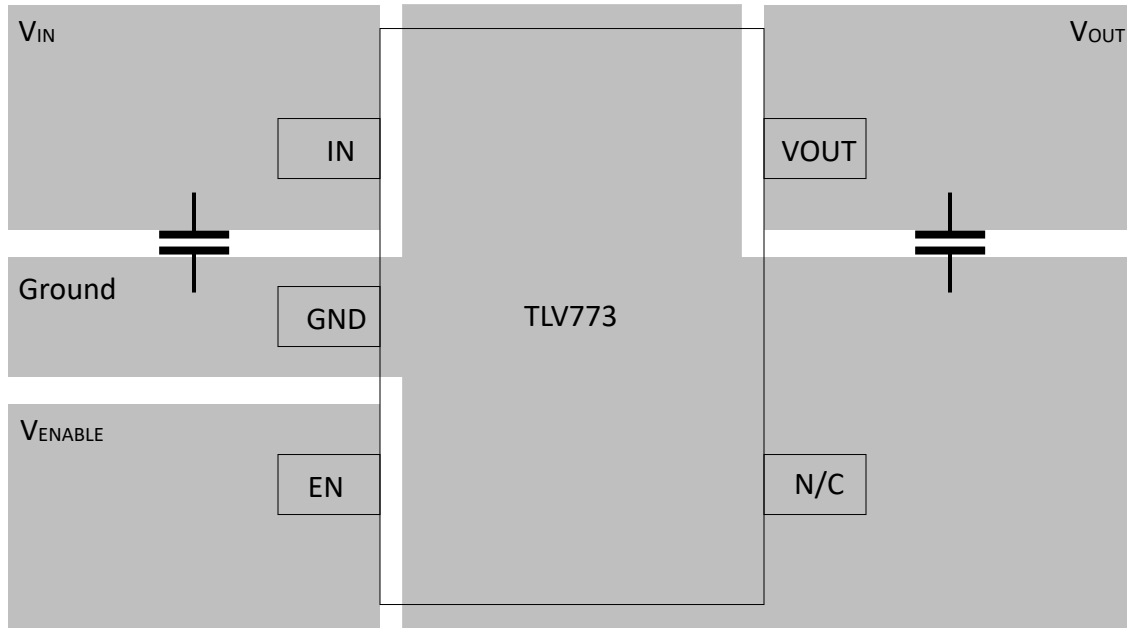 VIN
VOUT
IN
VOUT
Ground
GND
TLV773
VENABLE
EN
N/C